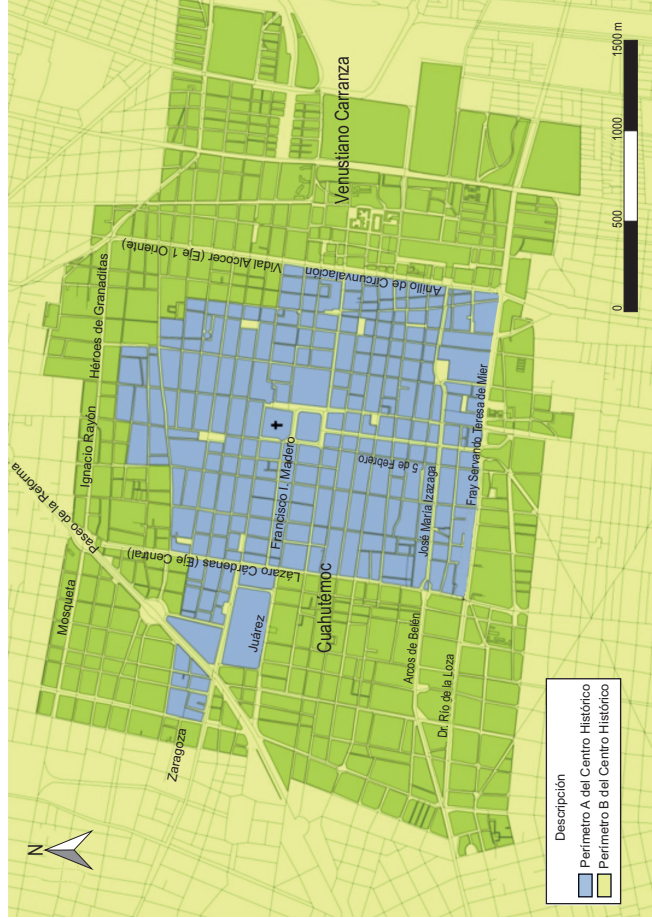 N
Paseo de la Reforma
Mosqueta
Ignacio Rayón
Héroes de Granaditas
Vidal Alcocer (Eje 1 Oriente)
Zaragoza
Lázaro Cárdenas (Eje Central)
Juárez
Francisco I. Madero
Cuahutémoc
Anillo de Circunvalación
Venustiano Carranza
5 de Febrero
José María Izazaga
Arcos de Belén
Dr. Río de la Loza
Fray Servando Teresa de Mier
Descripción
Perímetro A del Centro Histórico
Perímetro B del Centro Histórico
0 500 1000 1500 m